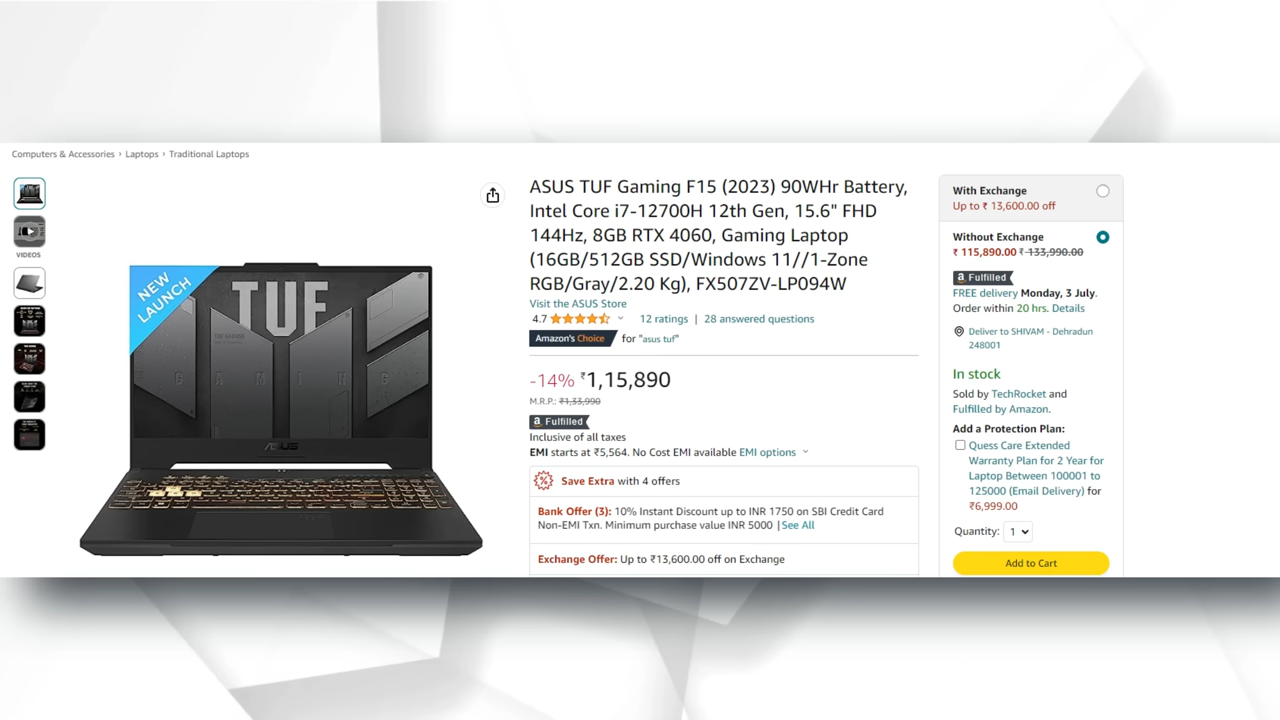 Computers & Accessories › Laptops › Traditional Laptops
VIDEOS
NEW
LAUNCH
TUF
GAMING
ASUS
ASUS TUF Gaming F15 (2023) 90WHr Battery,
Intel Core i7-12700H 12th Gen, 15.6" FHD
144Hz, 8GB RTX 4060, Gaming Laptop
(16GB/512GB SSD/Windows 11//1-Zone
RGB/Gray/2.20 Kg), FX507ZV-LP094W
Visit the ASUS Store
4.7 12 ratings | 28 answered questions
Amazon's Choice for "asus tuf"
-14% ₹1,15,890
M.R.P.: ₹1,33,990
a Fulfilled
Inclusive of all taxes
EMI starts at ₹5,564. No Cost EMI available EMI options
Save Extra with 4 offers
Bank Offer (3): 10% Instant Discount up to INR 1750 on SBI Credit Card
Non-EMI Txn. Minimum purchase value INR 5000 | See All
Exchange Offer: Up to ₹13,600.00 off on Exchange
With Exchange
Up to ₹ 13,600.00 off
Without Exchange
₹ 115,890.00 ₹ 133,990.00
a Fulfilled
FREE delivery Monday, 3 July.
Order within 20 hrs. Details
Deliver to SHIVAM - Dehradun
248001
In stock
Sold by TechRocket and
Fulfilled by Amazon.
Add a Protection Plan:
Quess Care Extended
Warranty Plan for 2 Year for
Laptop Between 100001 to
125000 (Email Delivery) for
₹6,999.00
Quantity: 1
Add to Cart